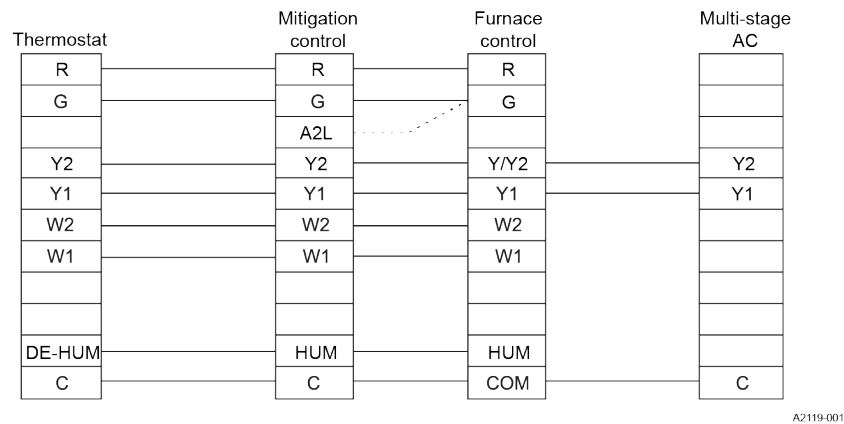 Thermostat
Mitigation
control
Furnace
control
Multi-stage
AC
R R R
G G G
A2L
Y2 Y2 Y/Y2 Y2
Y1 Y1 Y1 Y1
W2 W2 W2
W1 W1 W1
DE-HUM HUM HUM
C C COM C
A2119-001